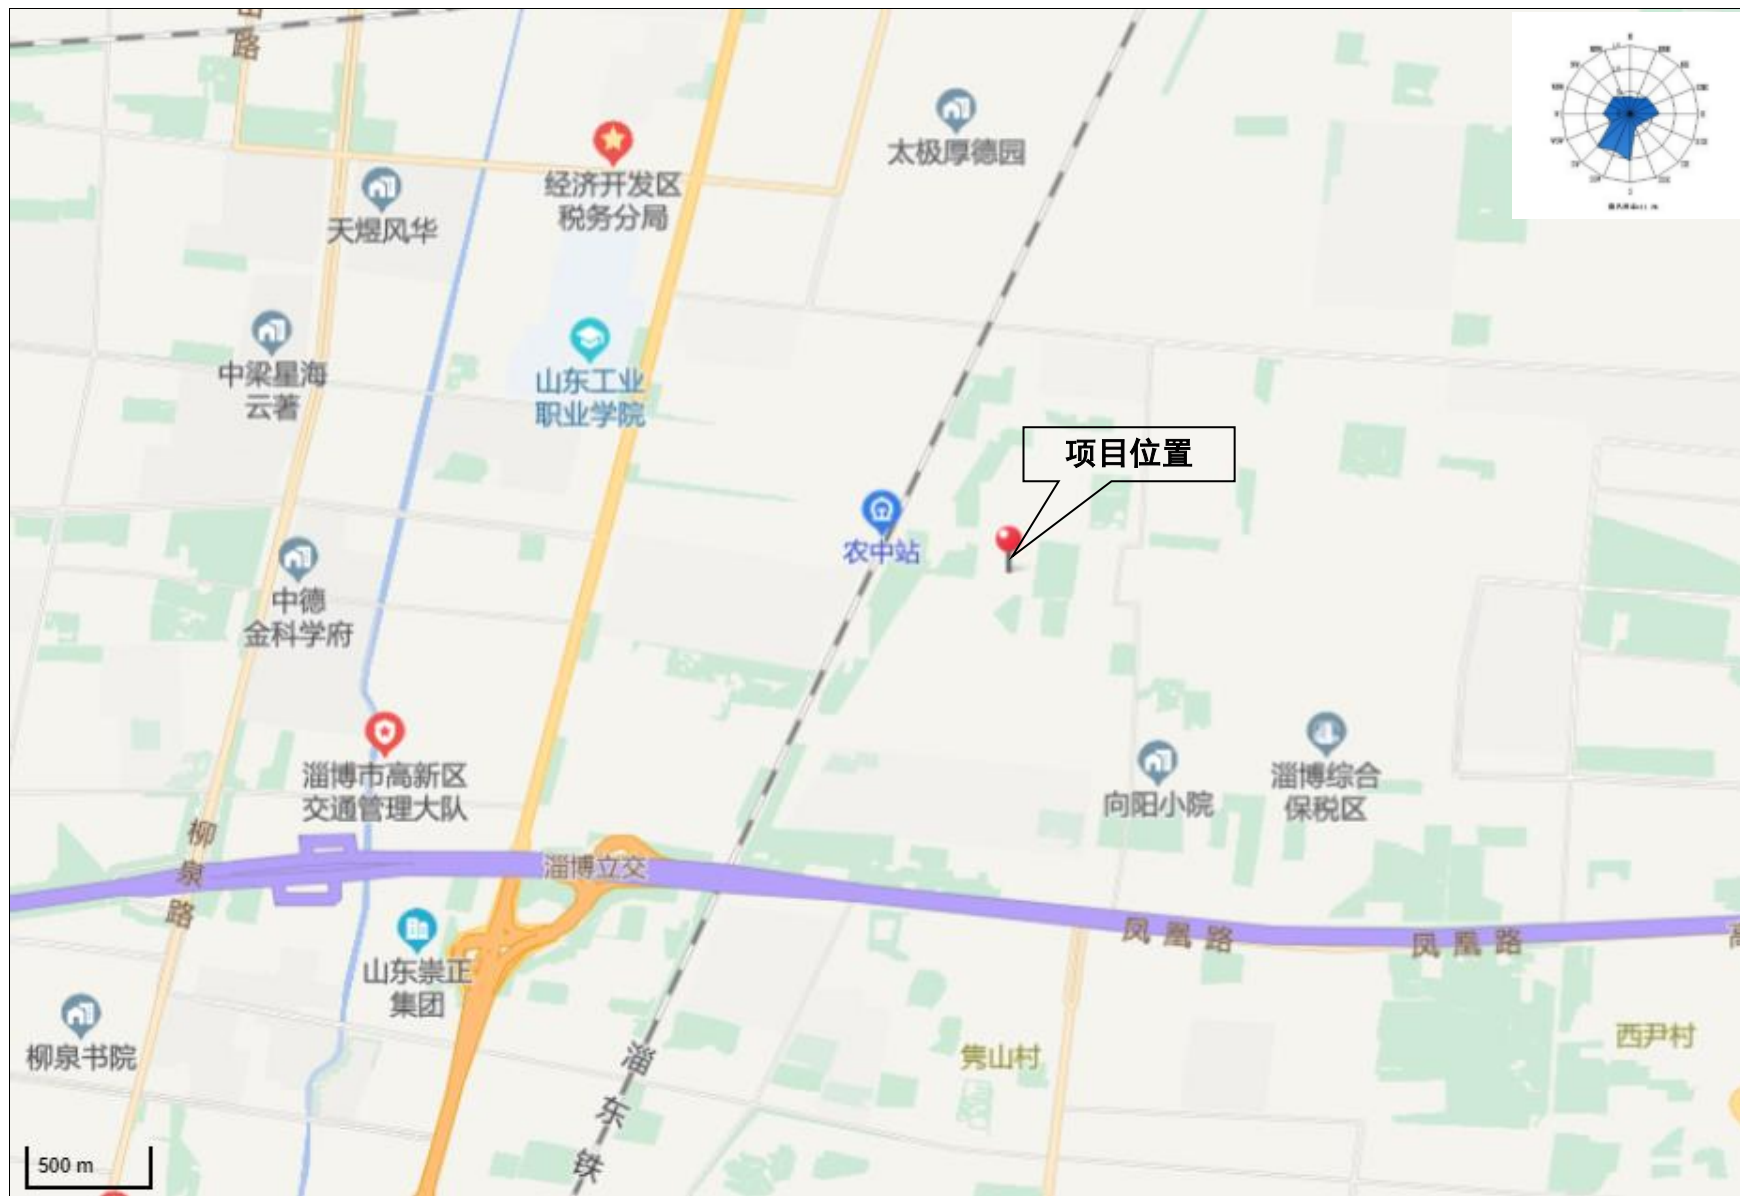 路
太极厚德园
经济开发区
税务分局
天煜风华
中梁星海
云著
山东工业
职业学院
项目位置
农中站
中德
金科学府
淄博市高新区
交通管理大队
向阳小院
淄博综合
保税区
柳泉路
淄博立交
凤凰路
凤凰路
山东崇正
集团
柳泉书院
隽山村
西尹村
淄东铁
500 m